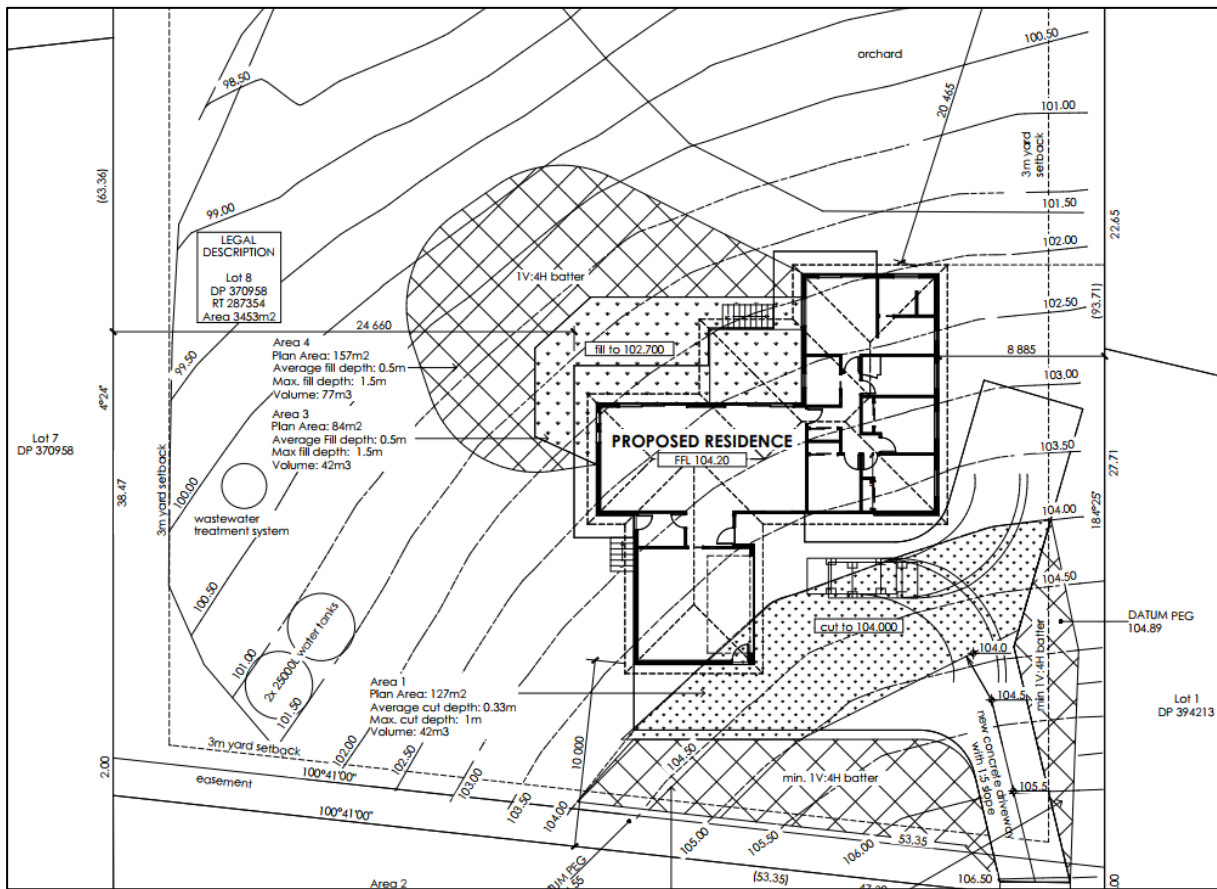 98.50
orchard
100.50
20 465
101.00
3m yard
setback
(63.36)
99.00
101.50
22.65
LEGAL
DESCRIPTION
Lot 8
DP 370958
RT 287354
Area 3453m2
1V:4H batter
102.00
102.50
(93.71)
24 660
fill to 102.700
8 885
99.50
Area 4
Plan Area: 157m2
Average fill depth: 0.5m
Max. fill depth: 1.5m
Volume: 77m3
103.00
4°24"
Area 3
Plan Area: 84m2
Average Fill depth: 0.5m
Max fill depth: 1.5m
Volume: 42m3
Lot 7
DP 370958
PROPOSED RESIDENCE
FFL 104.20
103.50
27.71
38.47
3m yard setback
100.00
wastewater
treatment system
104.00
184°25"
100.50
104.50
2x 25000L water tanks
cut to 104.000
DATUM PEG
104.89
101.00
104.0
min 1V:4H batter
101.50
Area 1
Plan Area: 127m2
Average cut depth: 0.33m
Max. cut depth: 1m
Volume: 42m3
104.5
Lot 1
DP 394213
3m yard setback
102.00
102.50
103.00
103.50
104.00
10 000
104.50
min. 1V:4H batter
new concrete driveway
with 1:5 slope
105.5
2.00
easement
100°41'00"
100°41'00"
105.00
105.50
106.00
53.35
106.50
(53.35)
Area 2